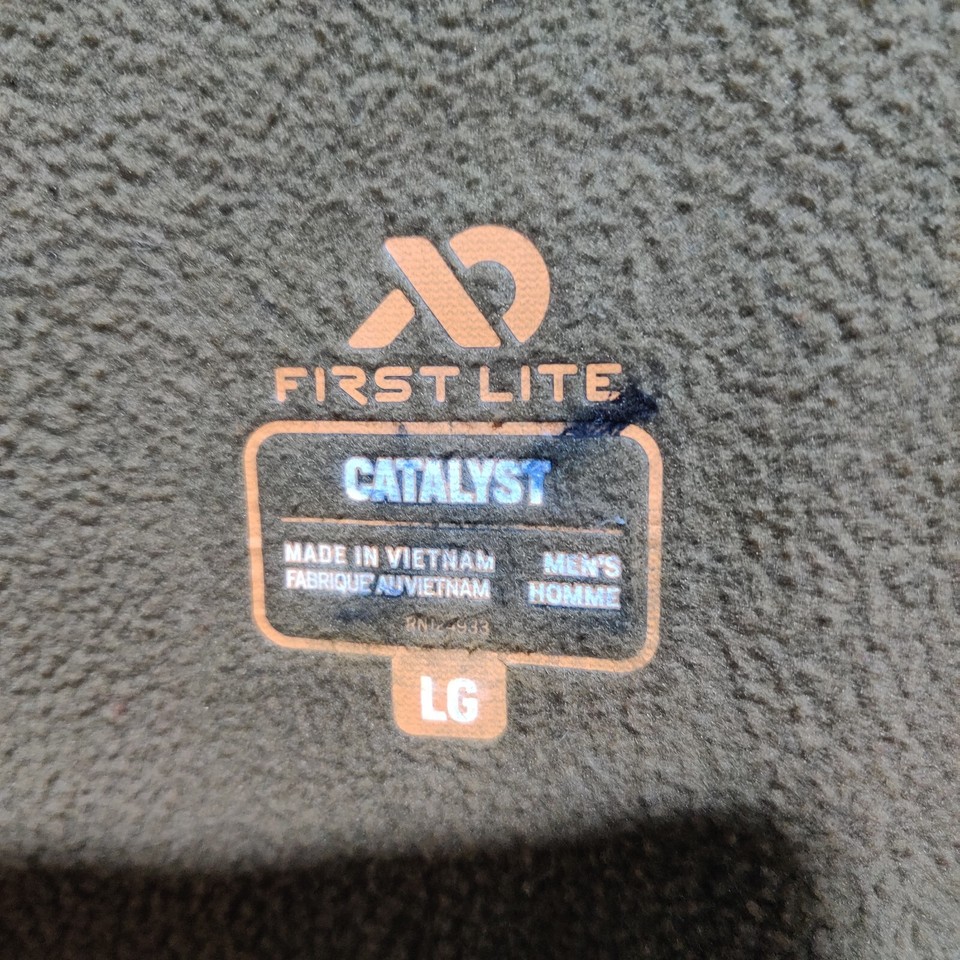 FIRST LITE
CATALYST
MADE IN VIETNAM MEN'S
FABRIQUE' AU VIETNAM HOMME
LG